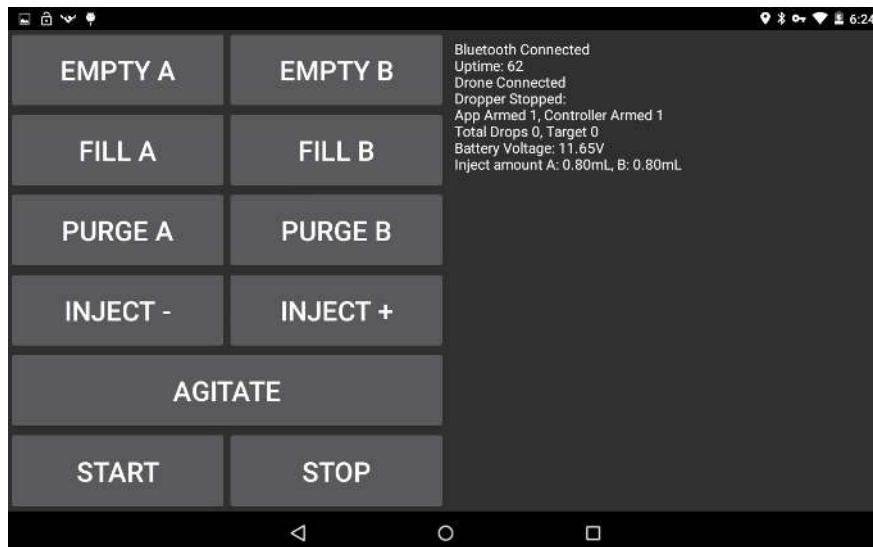 6:24
EMPTY A
EMPTY B
FILL A
FILL B
PURGE A
PURGE B
INJECT -
INJECT +
AGITATE
START
STOP
Bluetooth Connected
Uptime: 62
Drone Connected
Dropper Stopped:
App Armed 1, Controller Armed 1
Total Drops 0, Target 0
Battery Voltage: 11.65V
Inject amount A: 0.80mL, B: 0.80mL